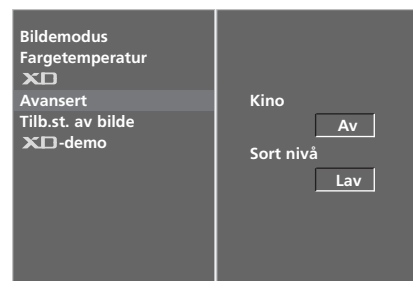 Bildemodus
Fargetemperatur
XD
Avansert
Tilb.st. av bilde
XD-demo
Kino
Av
Sort nivå
Lav